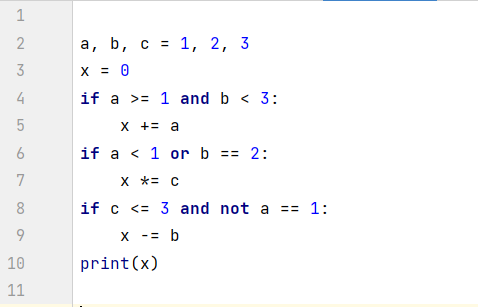 1
2 a, b, c = 1, 2, 3
3 x = 0
4 if a >= 1 and b < 3:
5     x += a
6 if a < 1 or b == 2:
7     x *= c
8 if c <= 3 and not a == 1:
9     x -= b
10 print(x)
11